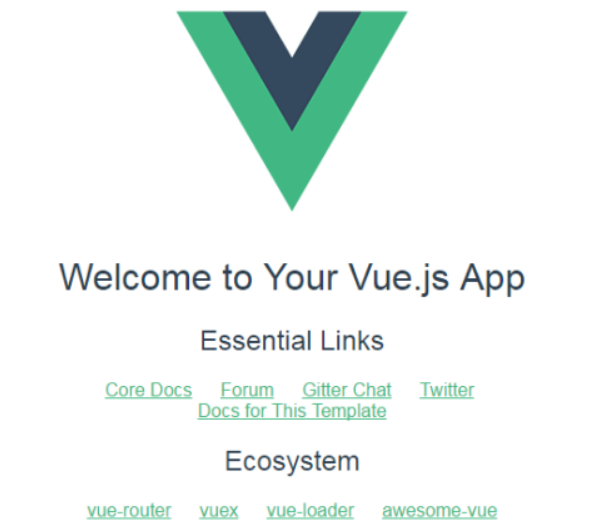 Welcome to Your Vue.js App
Essential Links
Core Docs Forum Gitter Chat Twitter
Docs for This Template
Ecosystem
vue-router vuex vue-loader awesome-vue